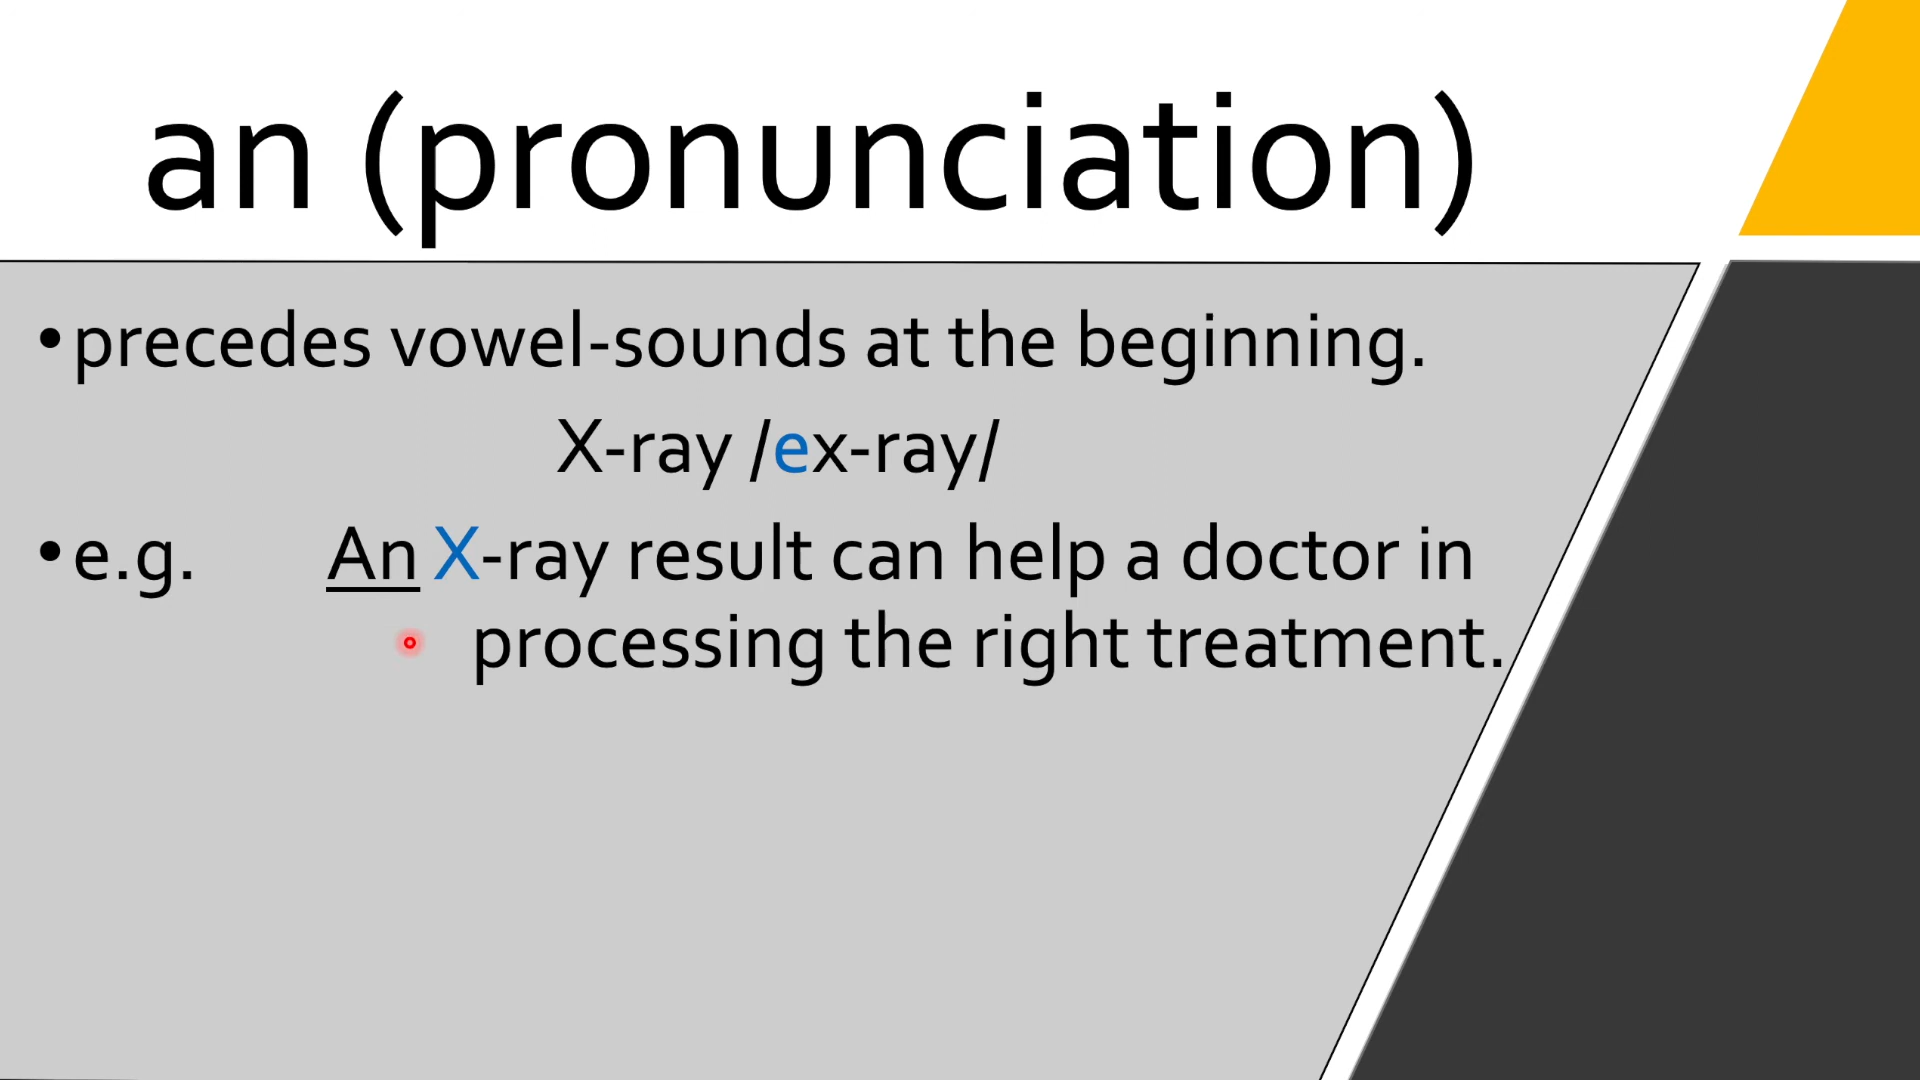 an (pronunciation)
•precedes vowel-sounds at the beginning.
X-ray /ex-ray/
•e.g. An X-ray result can help a doctor in
processing the right treatment.